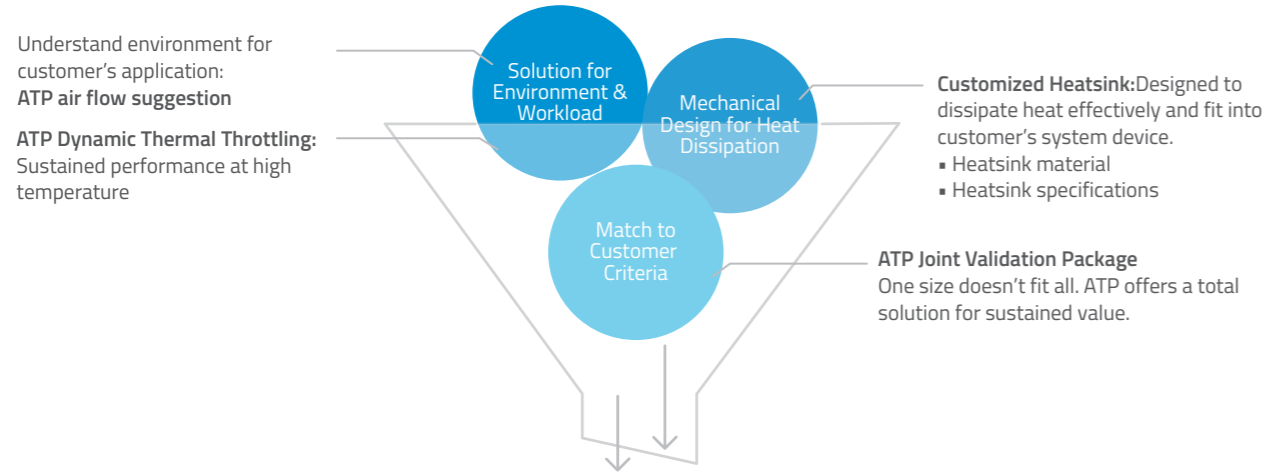 Understand environment for
customer's application:
ATP air flow suggestion
ATP Dynamic Thermal Throttling:
Sustained performance at high
temperature
Solution for
Environment &
Workload
Mechanical
Design for Heat
Dissipation
Match to
Customer
Criteria
Customized Heatsink:Designed to
dissipate heat effectively and fit into
customer's system device.
▪ Heatsink material
▪ Heatsink specifications
ATP Joint Validation Package
One size doesn't fit all. ATP offers a total
solution for sustained value.